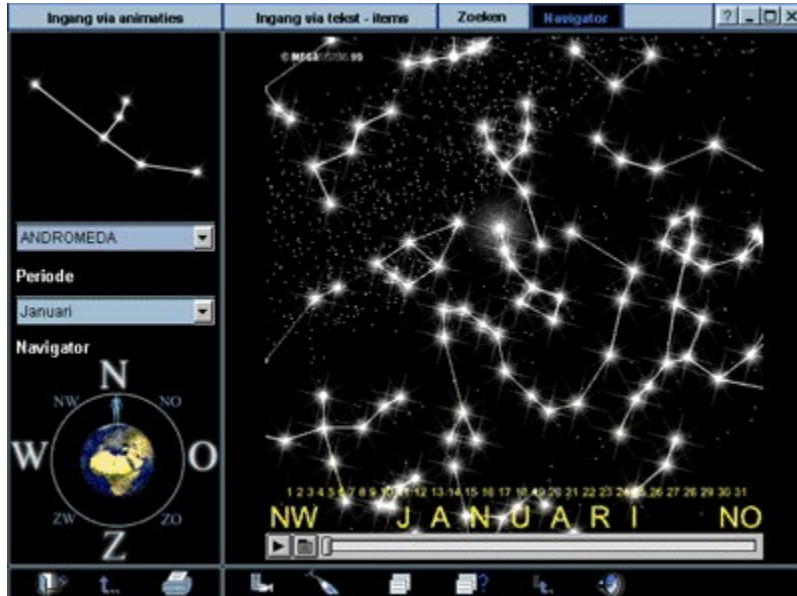 Ingang via animaties
Ingang via tekst - items
Zoeken
Navigator
?
ANDROMEDA
Periode
Januari
Navigator
N
NW NO
W O
ZW ZO
Z
1 2 3 4 5 6 7 8 9 10 11 12 13 14 15 16 17 18 19 20 21 22 23 24 25 26 27 28 29 30 31
NW JANUARI NO